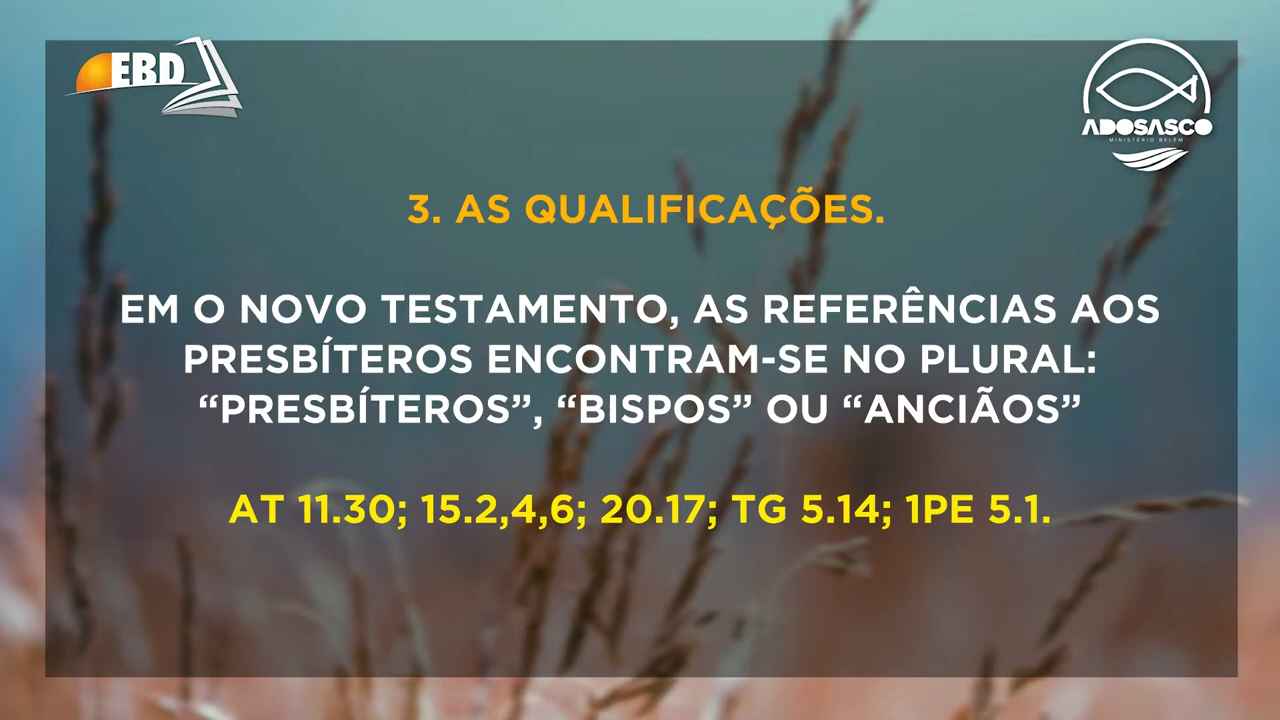 EBD
ADOSASCO
MINISTÉRIO BELÉM
3. AS QUALIFICAÇÕES.
EM O NOVO TESTAMENTO, AS REFERÊNCIAS AOS
PRESBÍTEROS ENCONTRAM-SE NO PLURAL:
“PRESBÍTEROS”, “BISPOS” OU “ANCIÃOS”
AT 11.30; 15.2,4,6; 20.17; TG 5.14; 1PE 5.1.